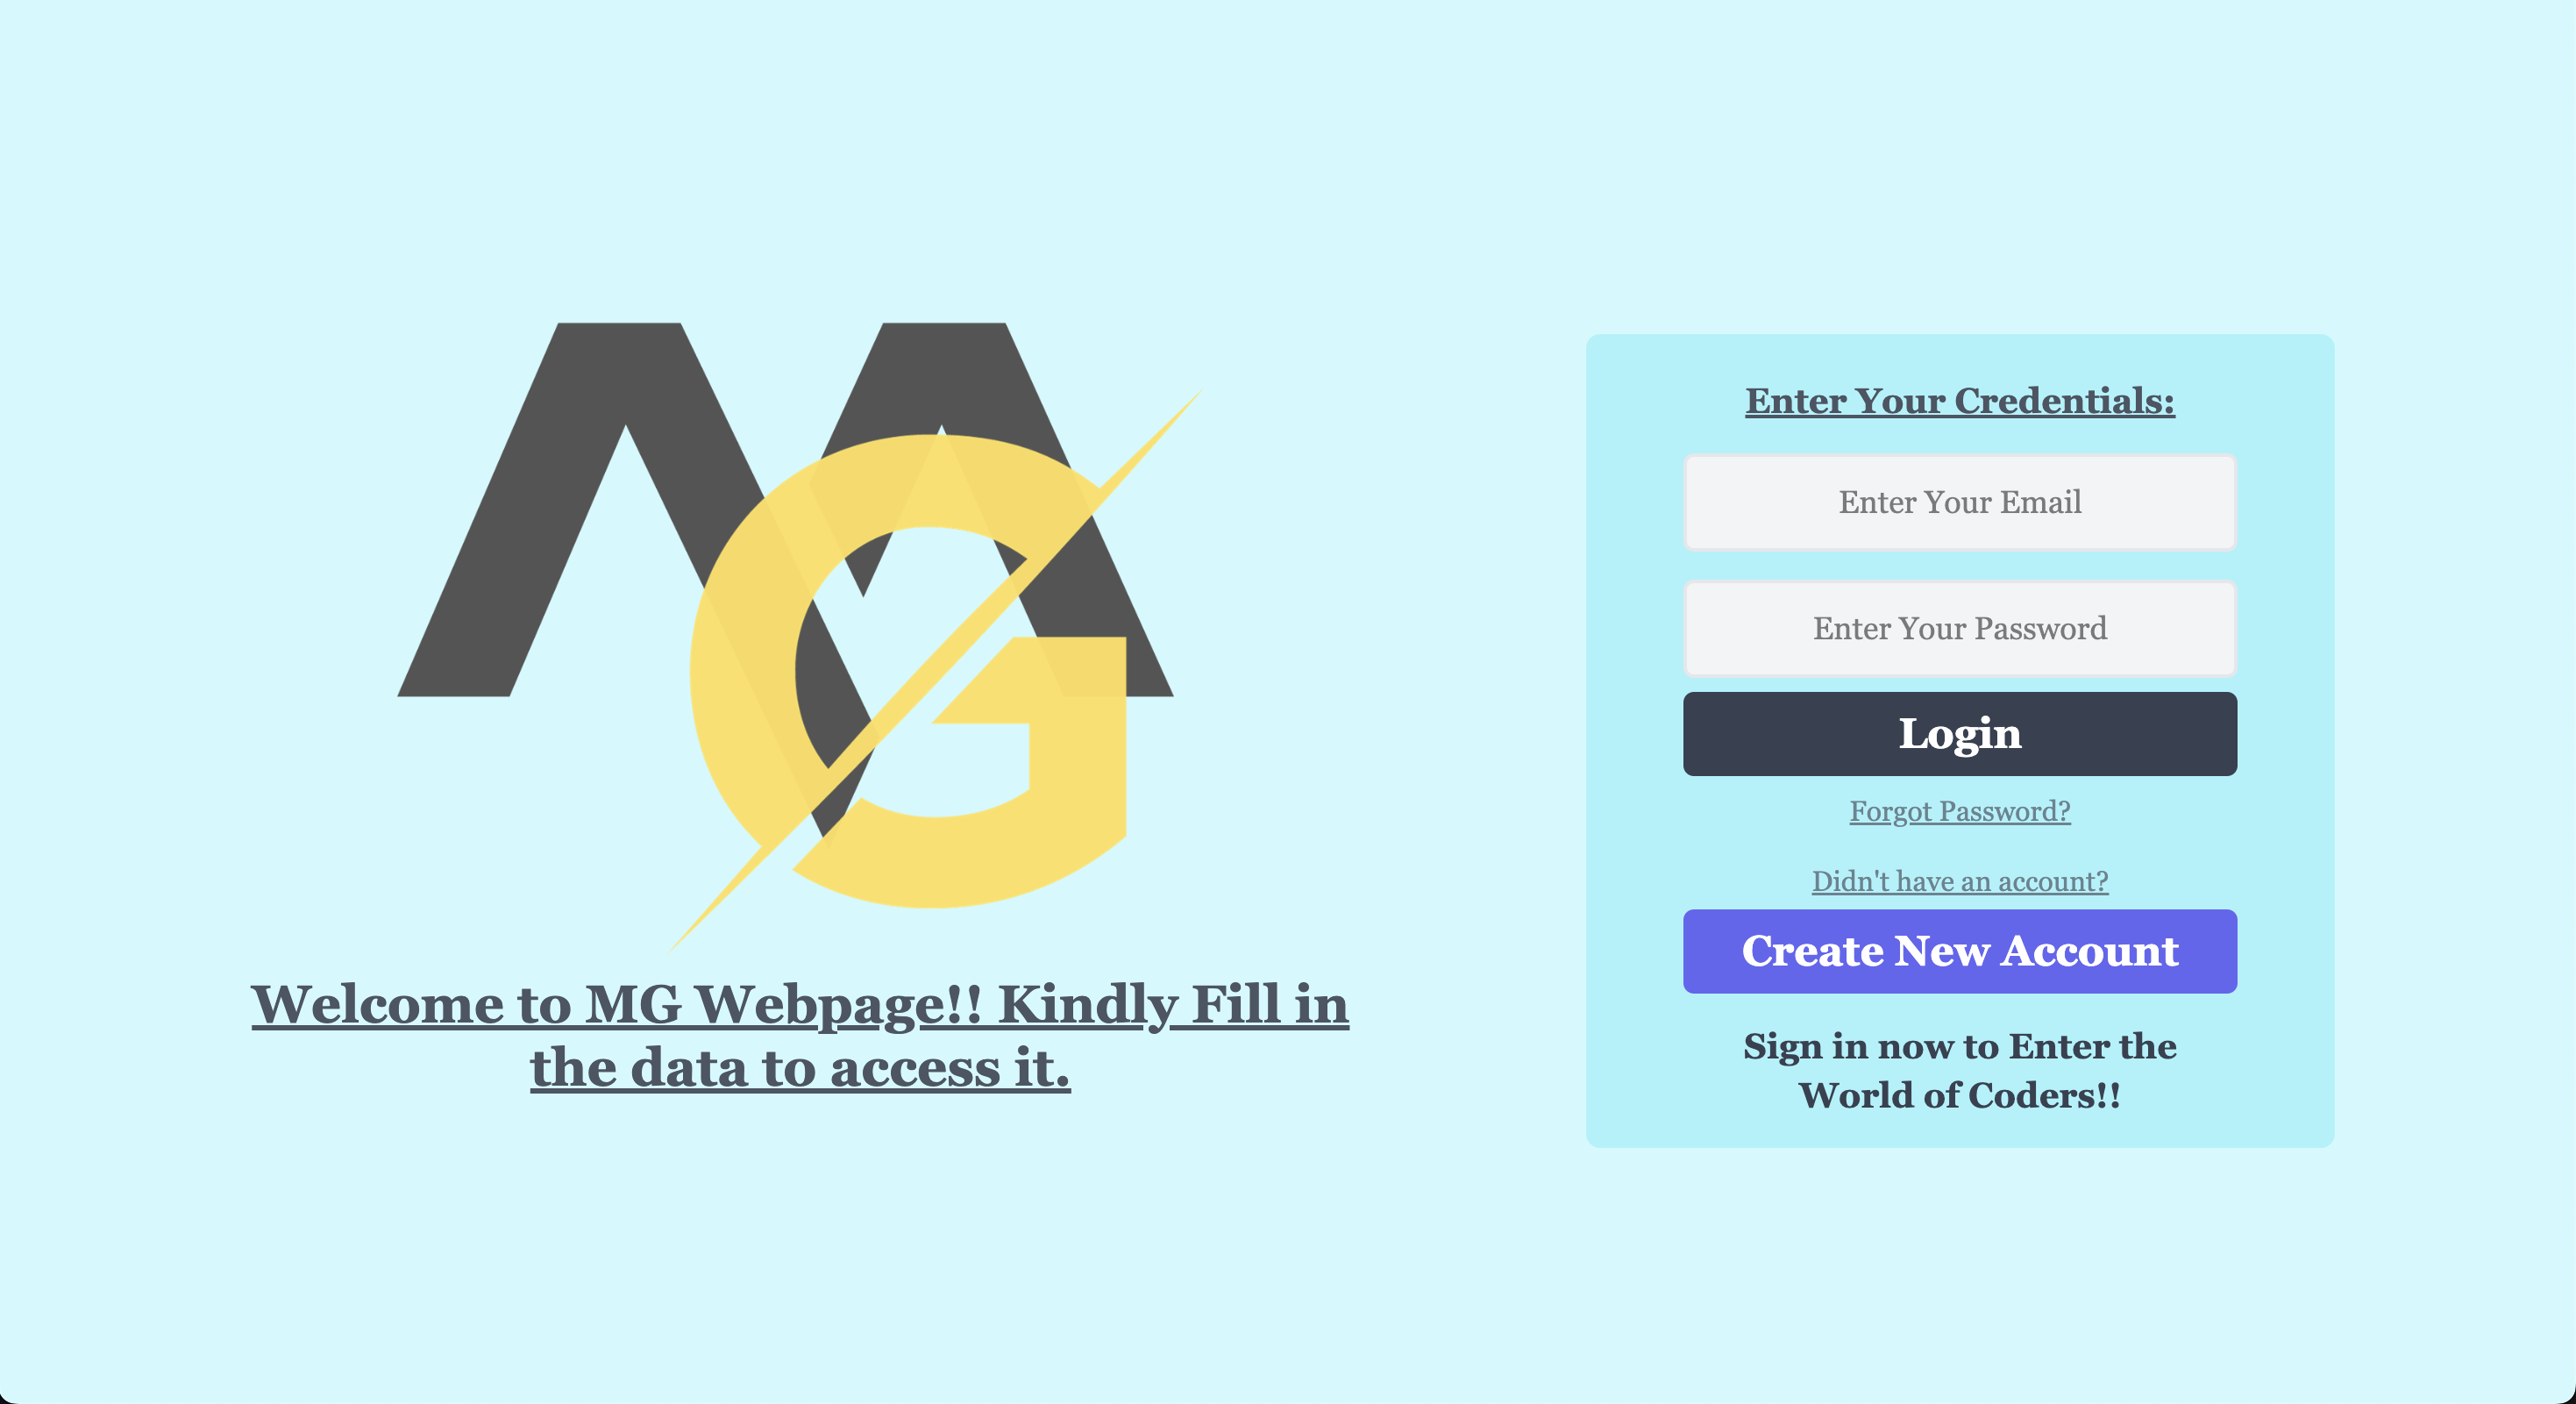 MG
Welcome to MG Webpage!! Kindly Fill in
the data to access it.
Enter Your Credentials:
Enter Your Email
Enter Your Password
Login
Forgot Password?
Didn't have an account?
Create New Account
Sign in now to Enter the
World of Coders!!